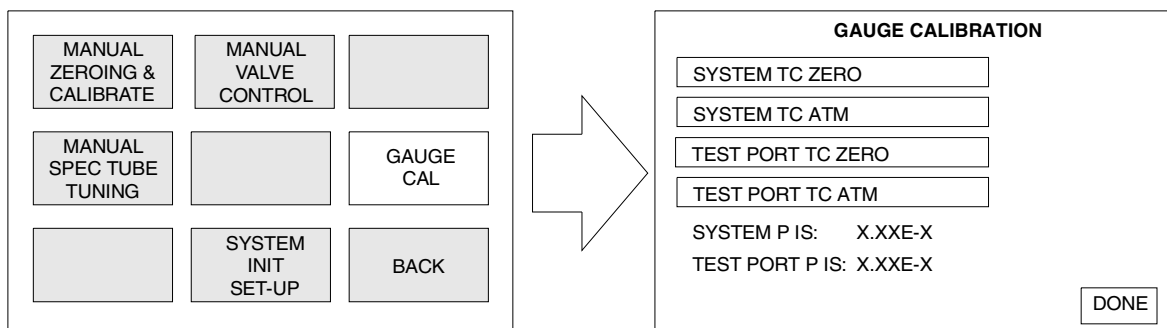 MANUAL
ZEROING &
CALIBRATE
MANUAL
VALVE
CONTROL
MANUAL
SPEC TUBE
TUNING
GAUGE
CAL
SYSTEM
INIT
SET-UP
BACK
GAUGE CALIBRATION
SYSTEM TC ZERO
SYSTEM TC ATM
TEST PORT TC ZERO
TEST PORT TC ATM
SYSTEM P IS: X.XXE-X
TEST PORT P IS: X.XXE-X
DONE